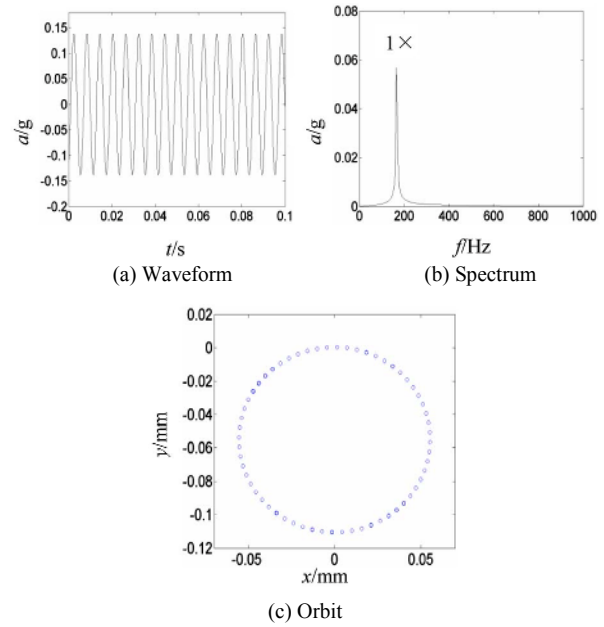 0.15
0.1
0.05
0
-0.05
-0.1
-0.15
-0.2
a/g
0 0.02 0.04 0.06 0.08 0.1
t/s
(a) Waveform
0.08
0.06
0.04
0.02
0
a/g
1×
0 200 400 600 800 1000
f/Hz
(b) Spectrum
0.02
0
-0.02
-0.04
-0.06
-0.08
-0.1
-0.12
y/mm
-0.05 0 0.05
x/mm
(c) Orbit